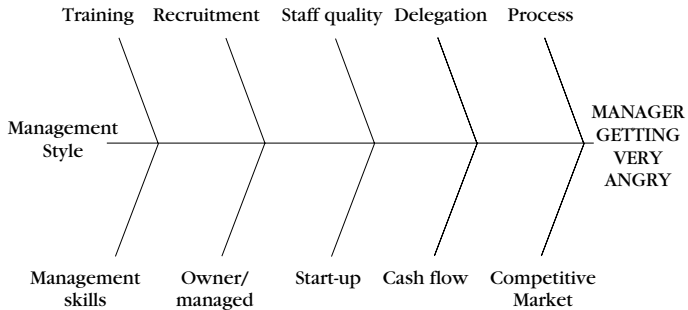 Training Recruitment Staff quality Delegation Process
Management
Style
MANAGER
GETTING
VERY
ANGRY
Management
skills
Owner/
managed
Start-up
Cash flow
Competitive
Market